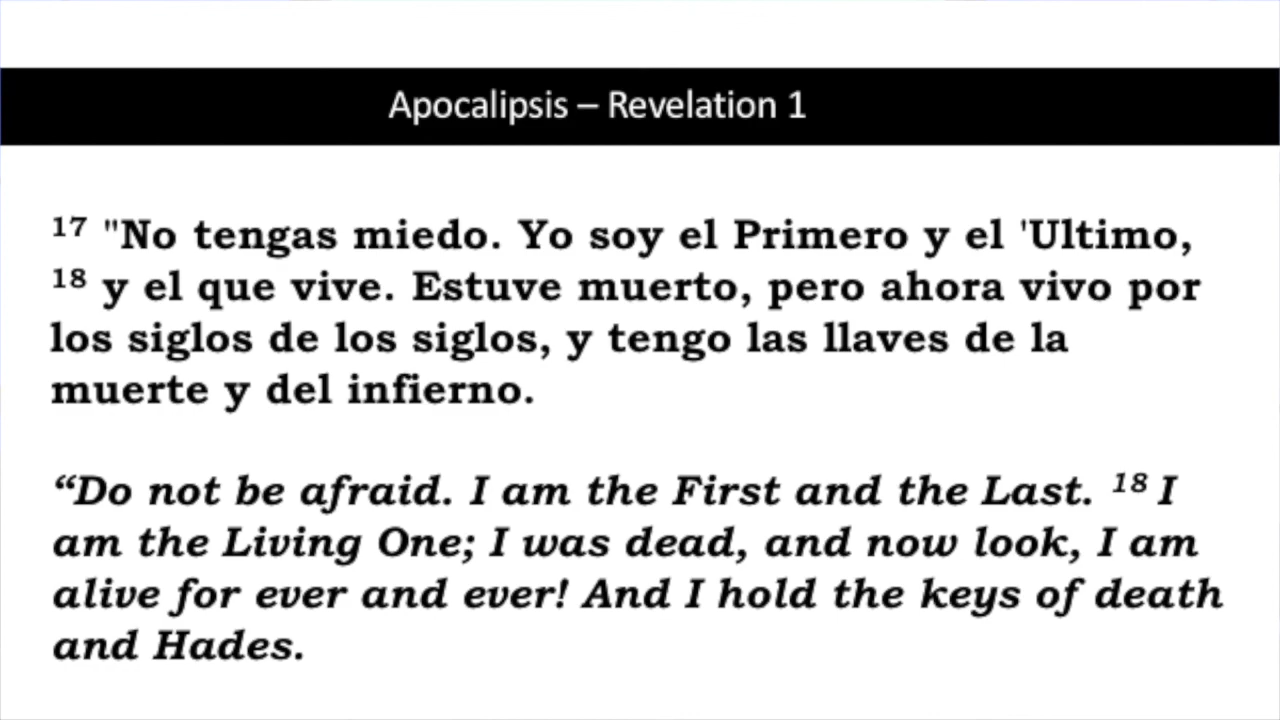 Apocalipsis – Revelation 1
17 "No tengas miedo. Yo soy el Primero y el 'Ultimo,
18 y el que vive. Estuve muerto, pero ahora vivo por
los siglos de los siglos, y tengo las llaves de la
muerte y del infierno.
“Do not be afraid. I am the First and the Last. 18 I
am the Living One; I was dead, and now look, I am
alive for ever and ever! And I hold the keys of death
and Hades.